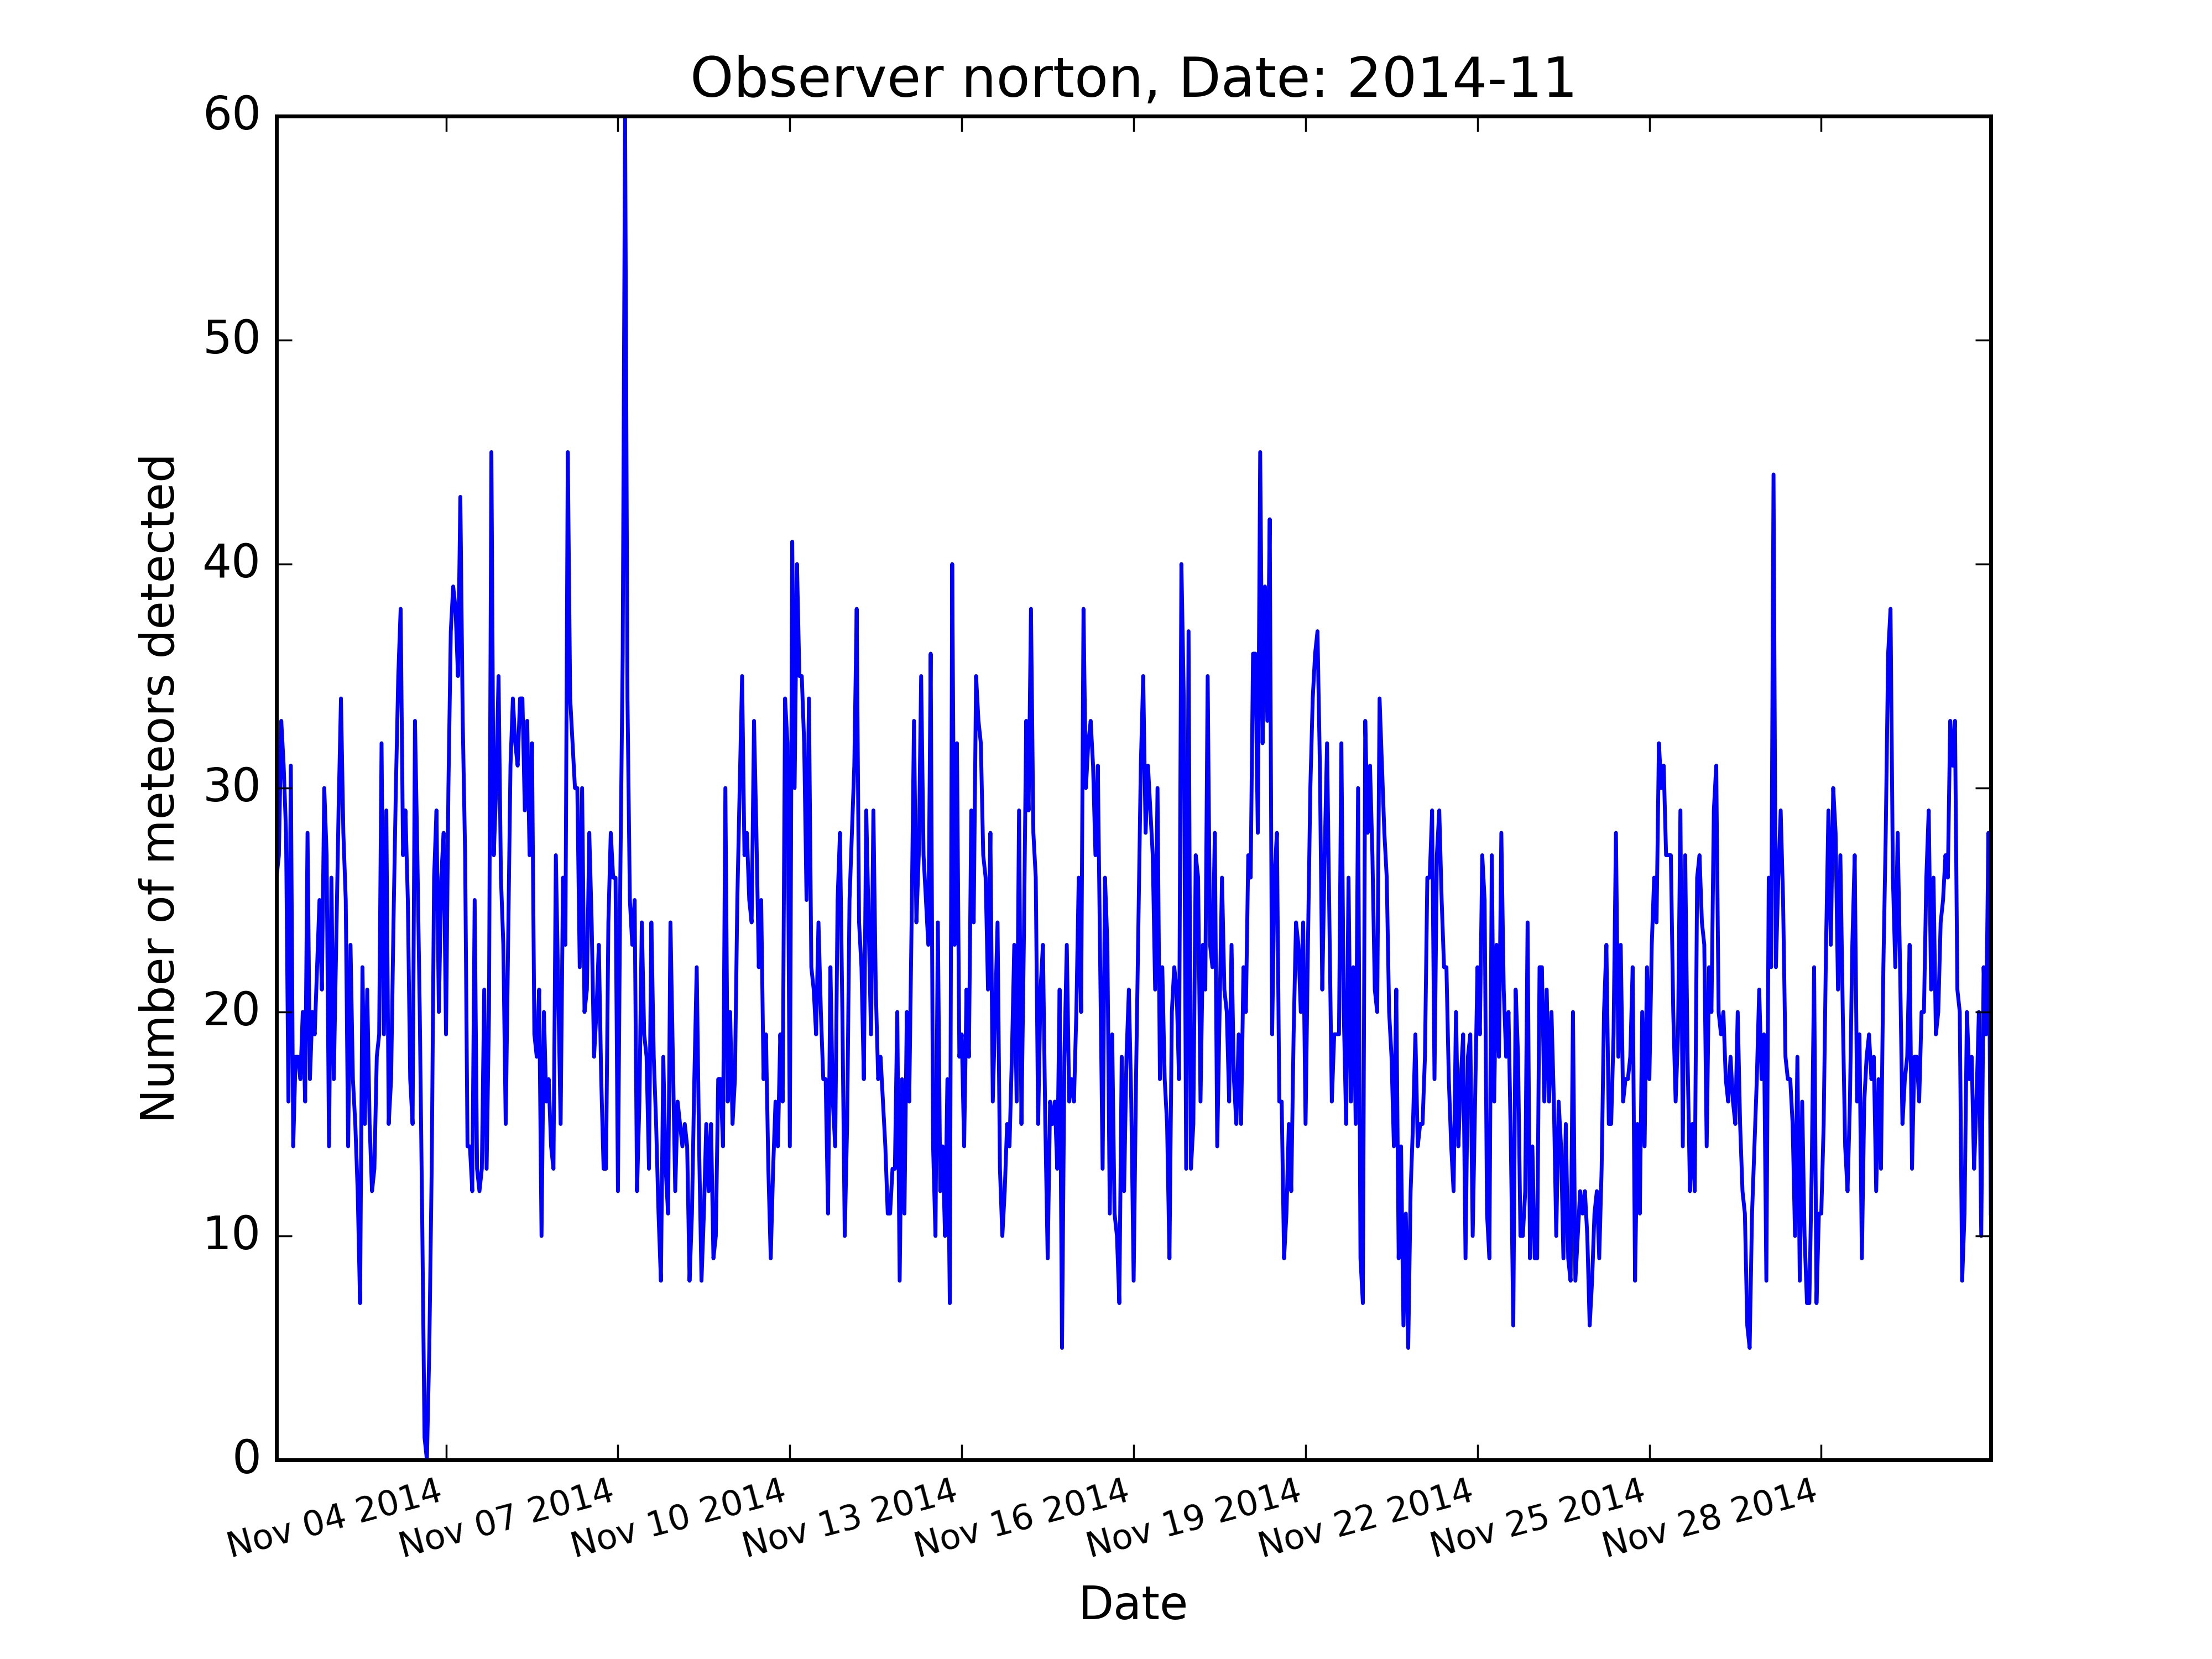 Observer norton, Date: 2014-11
60
50
40
30
20
10
0
Number of meteors detected
Nov 04 2014
Nov 07 2014
Nov 10 2014
Nov 13 2014
Nov 16 2014
Nov 19 2014
Nov 22 2014
Nov 25 2014
Nov 28 2014
Date